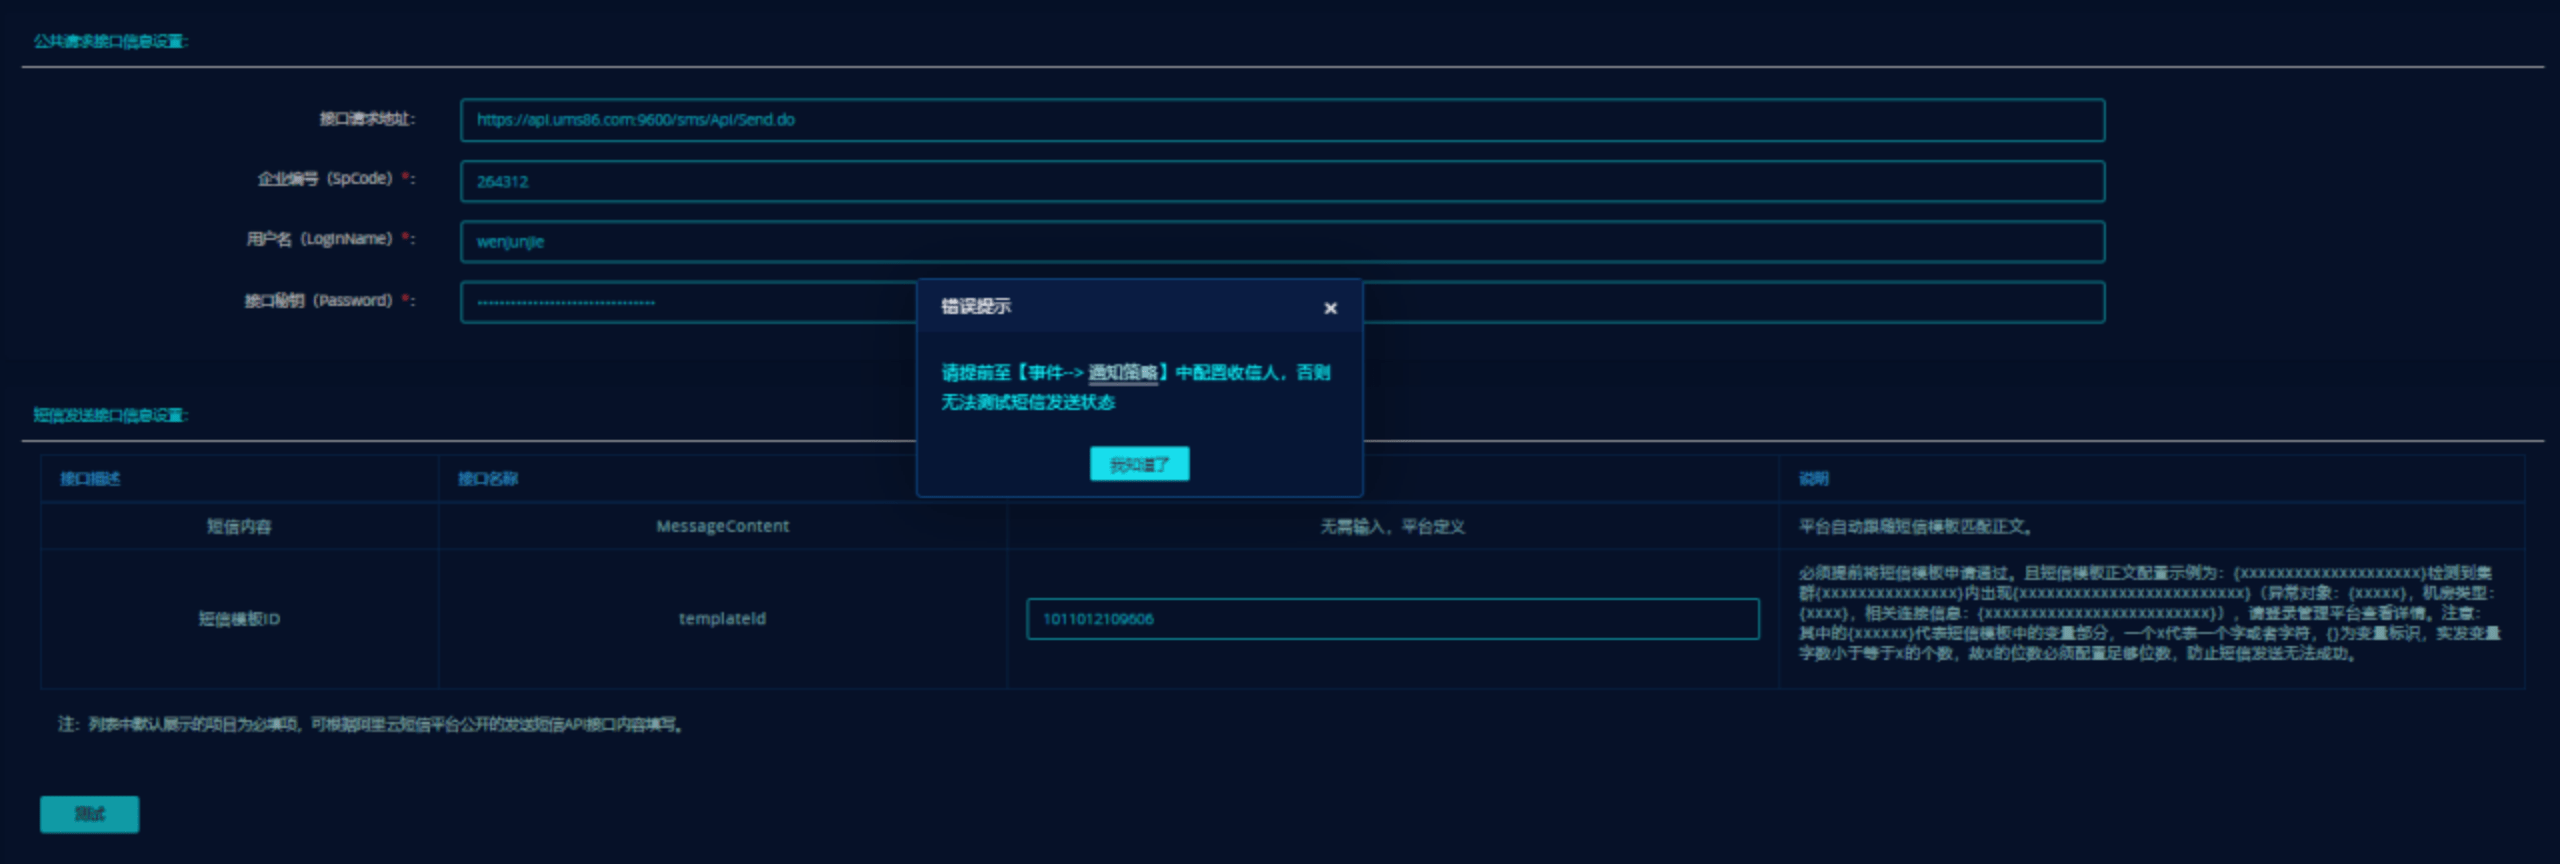 公共请求接口信息设置:
接口请求地址: https://api.ums86.com:9600/sms/Api/Send.do
企业编号（SpCode）*: 264312
用户名（LoginName）*: wenjunjie
接口秘钥（Password）*: ································
错误提示 ×
请提前至【事件--> 通知策略】中配置收信人，否则
无法测试短信发送状态
我知道了
短信发送接口信息设置:
接口描述 接口名称 说明
短信内容 MessageContent 无需输入，平台定义 平台自动跟随短信模板匹配正文。
短信模板ID templateId 1011012109606
必须提前将短信模板申请通过。且短信模板正文配置示例为：{xxxxxxxxxxxxxxxxxxxxx}检测到集
群{xxxxxxxxxxxxxxxx}内出现{xxxxxxxxxxxxxxxxxxxxxxxxxx}（异常对象：{xxxxx}，机房类型：
{xxxx}，相关连接信息：{xxxxxxxxxxxxxxxxxxxxxxxxxx}），请登录管理平台查看详情。注意：
其中的{xxxxxx}代表短信模板中的变量部分，一个x代表一个字或者字符，{}为变量标识，实发变量
字数小于等于x的个数，故x的位数必须配置足够位数，防止短信发送无法成功。
注：列表中默认展示的项目为必填项，可根据阿里云短信平台公开的发送短信API接口内容填写。
测试